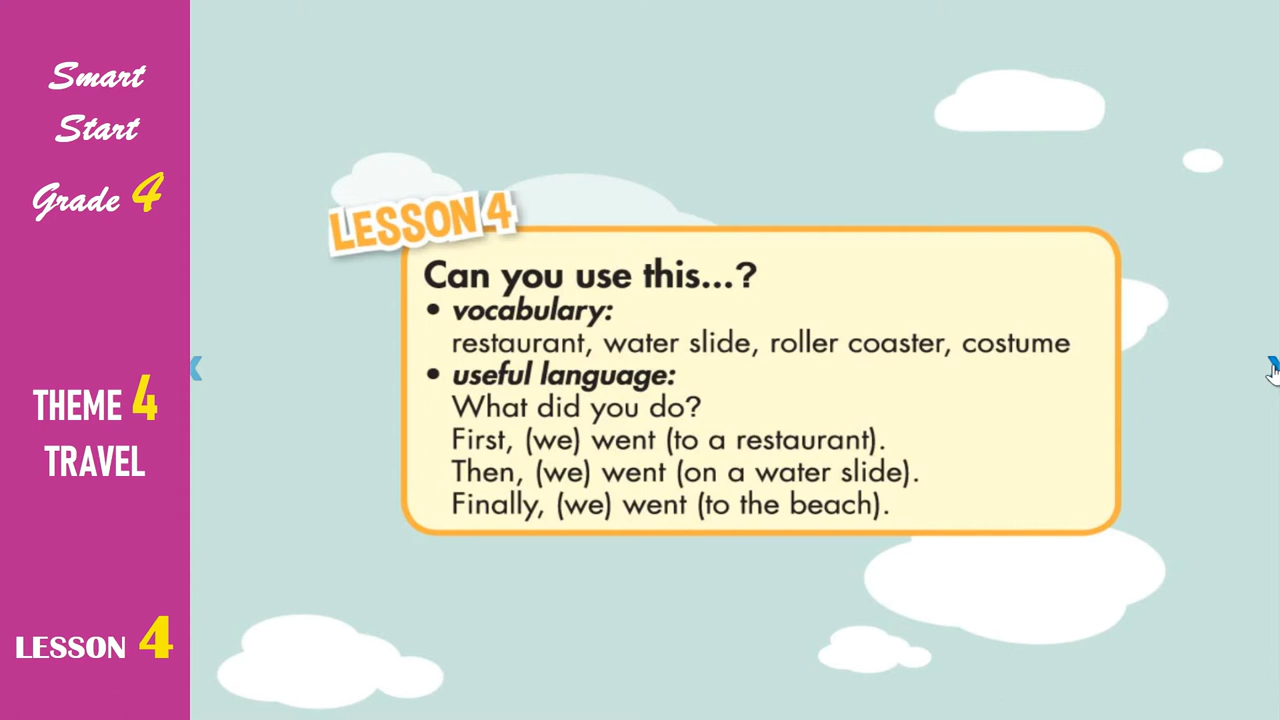 Smart
Start
Grade 4
THEME 4
TRAVEL
LESSON 4
LESSON 4
Can you use this...?
• vocabulary:
restaurant, water slide, roller coaster, costume
• useful language:
What did you do?
First, (we) went (to a restaurant).
Then, (we) went (on a water slide).
Finally, (we) went (to the beach).